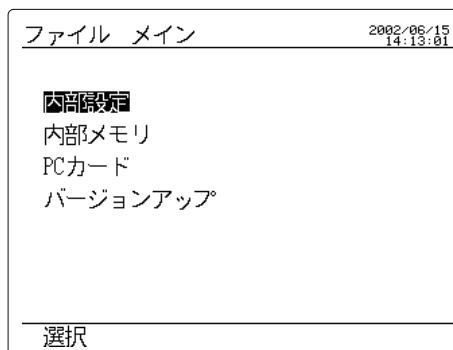 ファイル メイン
2002/06/15
14:13:01
内部設定
内部メモリ
PCカード
バージョンアップ
選択